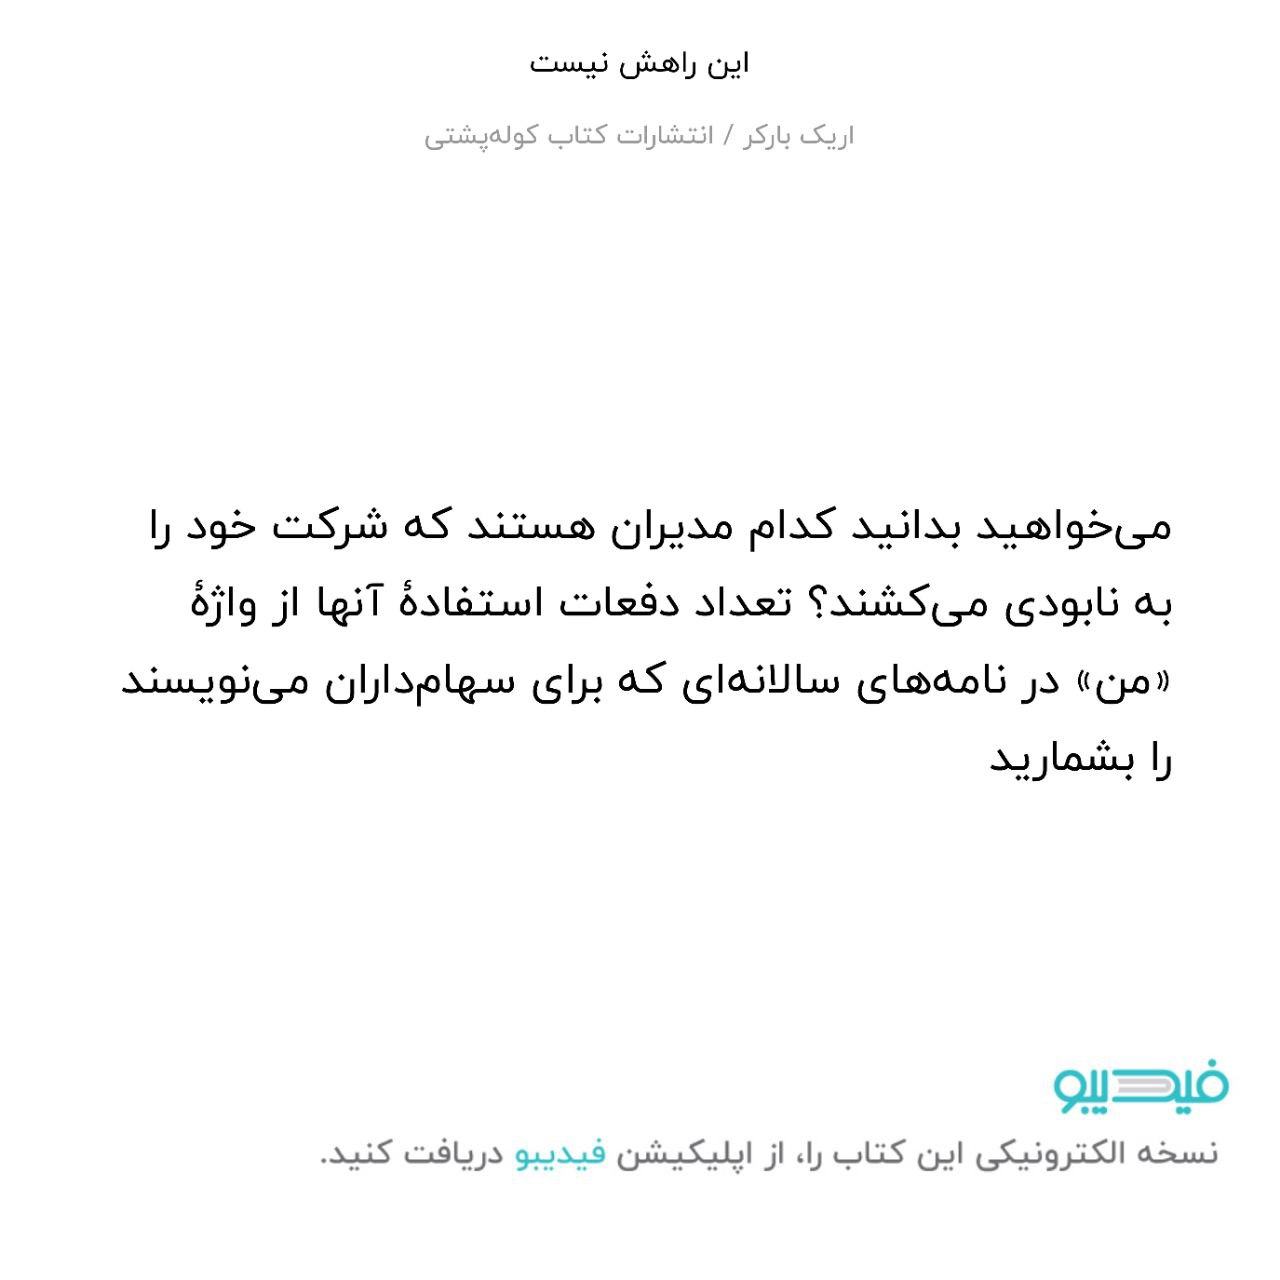 این راهش نیست
اریک بارکر / انتشارات کتاب کوله‌پشتی
می‌خواهید بدانید کدام مدیران هستند که شرکت خود را
به نابودی می‌کشند؟ تعداد دفعات استفادهٔ آنها از واژهٔ
«من» در نامه‌های سالانه‌ای که برای سهام‌داران می‌نویسند
را بشمارید
فیدیبو
نسخه الکترونیکی این کتاب را، از اپلیکیشن فیدیبو دریافت کنید.